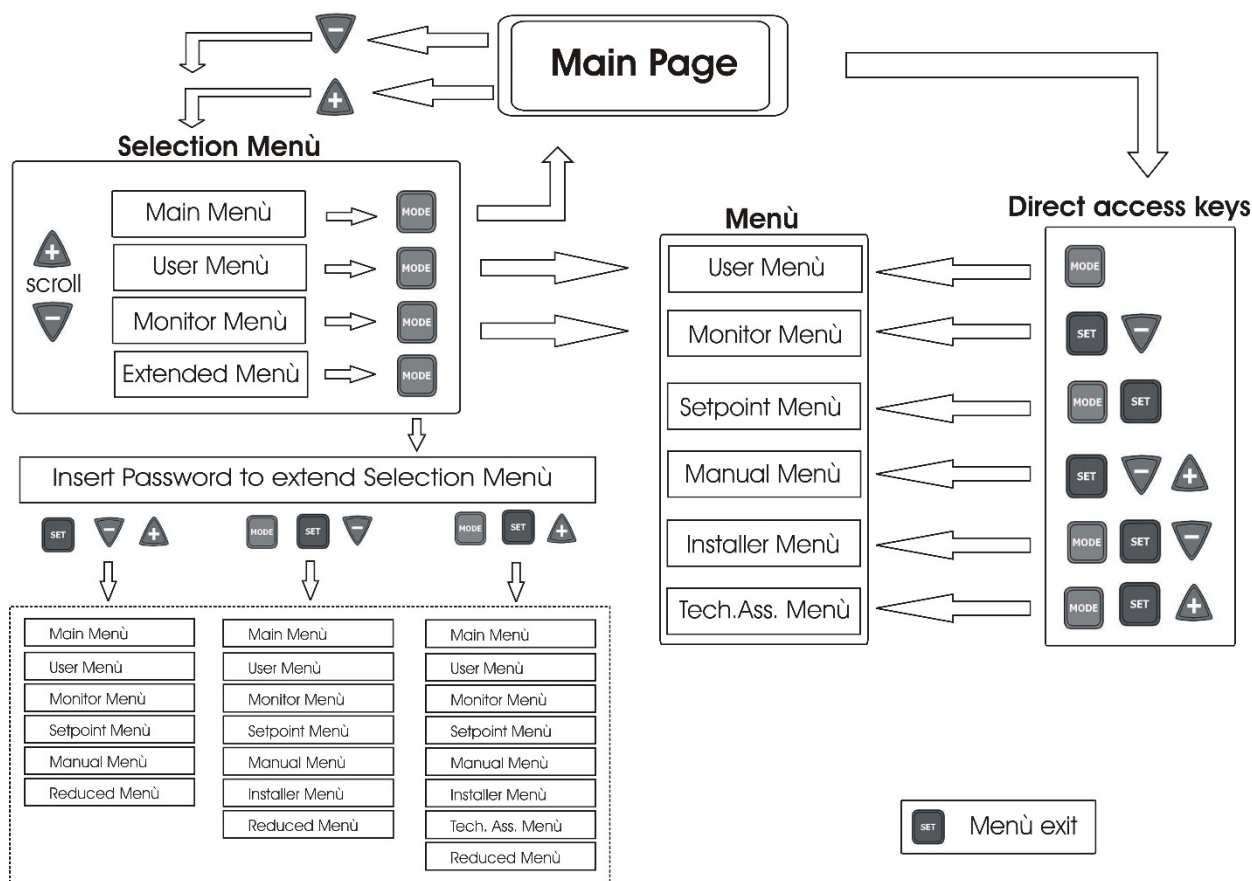 Main Page
Selection Menù
Main Menù
MODE
User Menù
MODE
scroll
Monitor Menù
MODE
Extended Menù
MODE
Insert Password to extend Selection Menù
SET
MODE SET
MODE SET
Main Menù
User Menù
Monitor Menù
Setpoint Menù
Manual Menù
Reduced Menù
Main Menù
User Menù
Monitor Menù
Setpoint Menù
Manual Menù
Installer Menù
Reduced Menù
Main Menù
User Menù
Monitor Menù
Setpoint Menù
Manual Menù
Installer Menù
Tech. Ass. Menù
Reduced Menù
Menù
User Menù
Monitor Menù
Setpoint Menù
Manual Menù
Installer Menù
Tech.Ass. Menù
Direct access keys
MODE
SET
MODE SET
SET
MODE SET
MODE SET
SET Menù exit